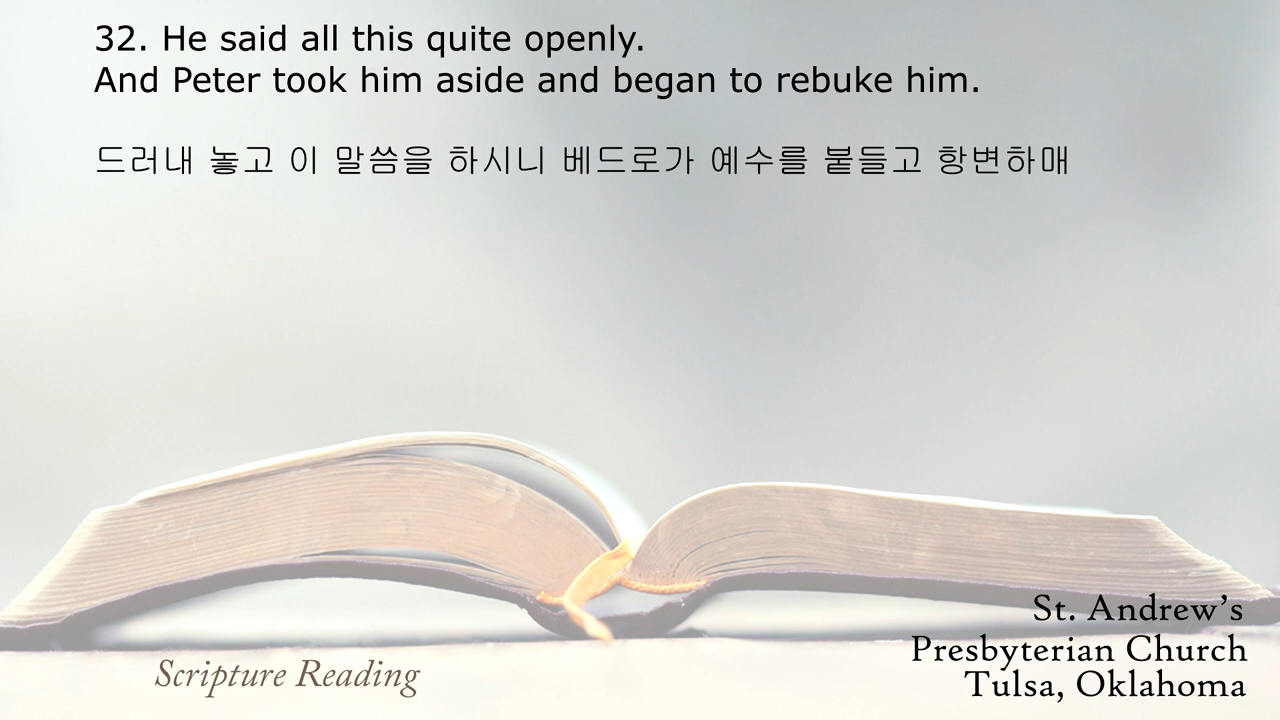 32. He said all this quite openly.
And Peter took him aside and began to rebuke him.
드러내 놓고 이 말씀을 하시니 베드로가 예수를 붙들고 항변하매
Scripture Reading
St. Andrew’s
Presbyterian Church
Tulsa, Oklahoma